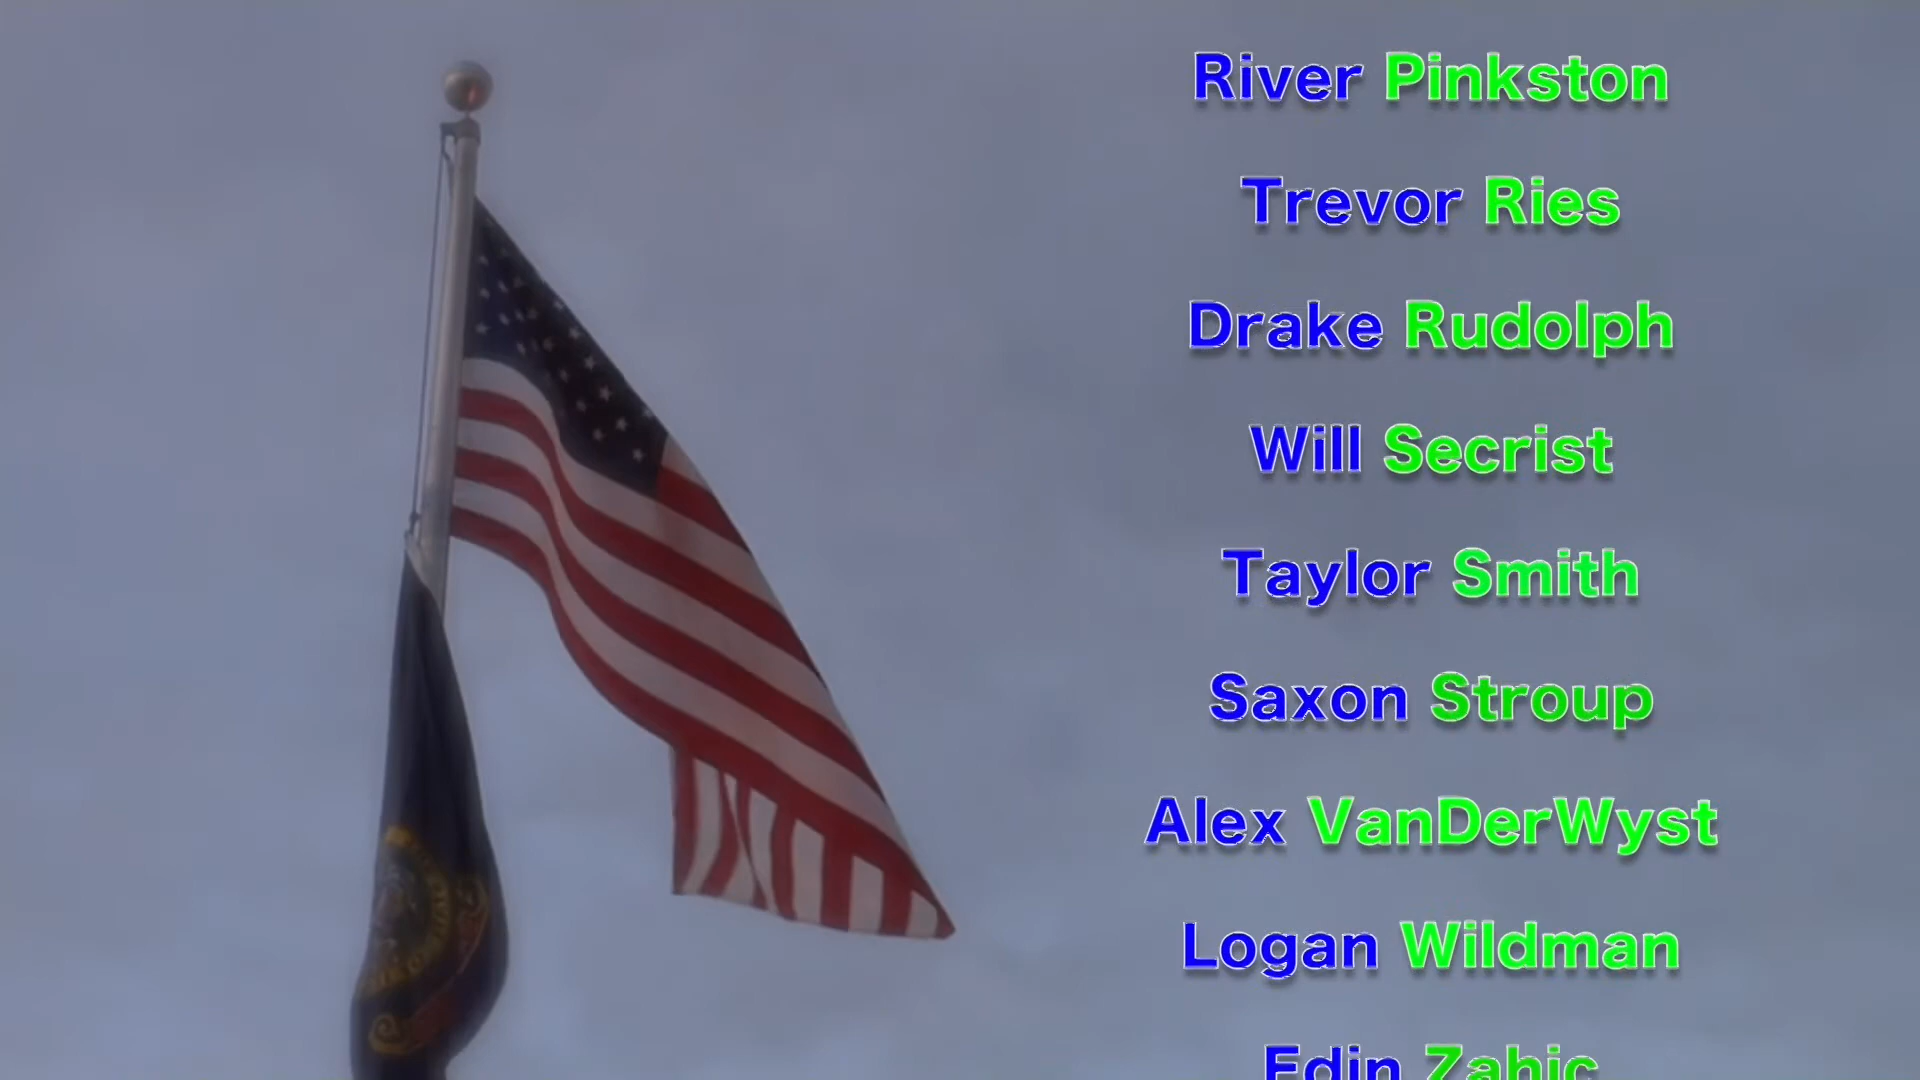 River Pinkston
Trevor Ries
Drake Rudolph
Will Secrist
Taylor Smith
Saxon Stroup
Alex VanDerWyst
Logan Wildman
Edin Zahic